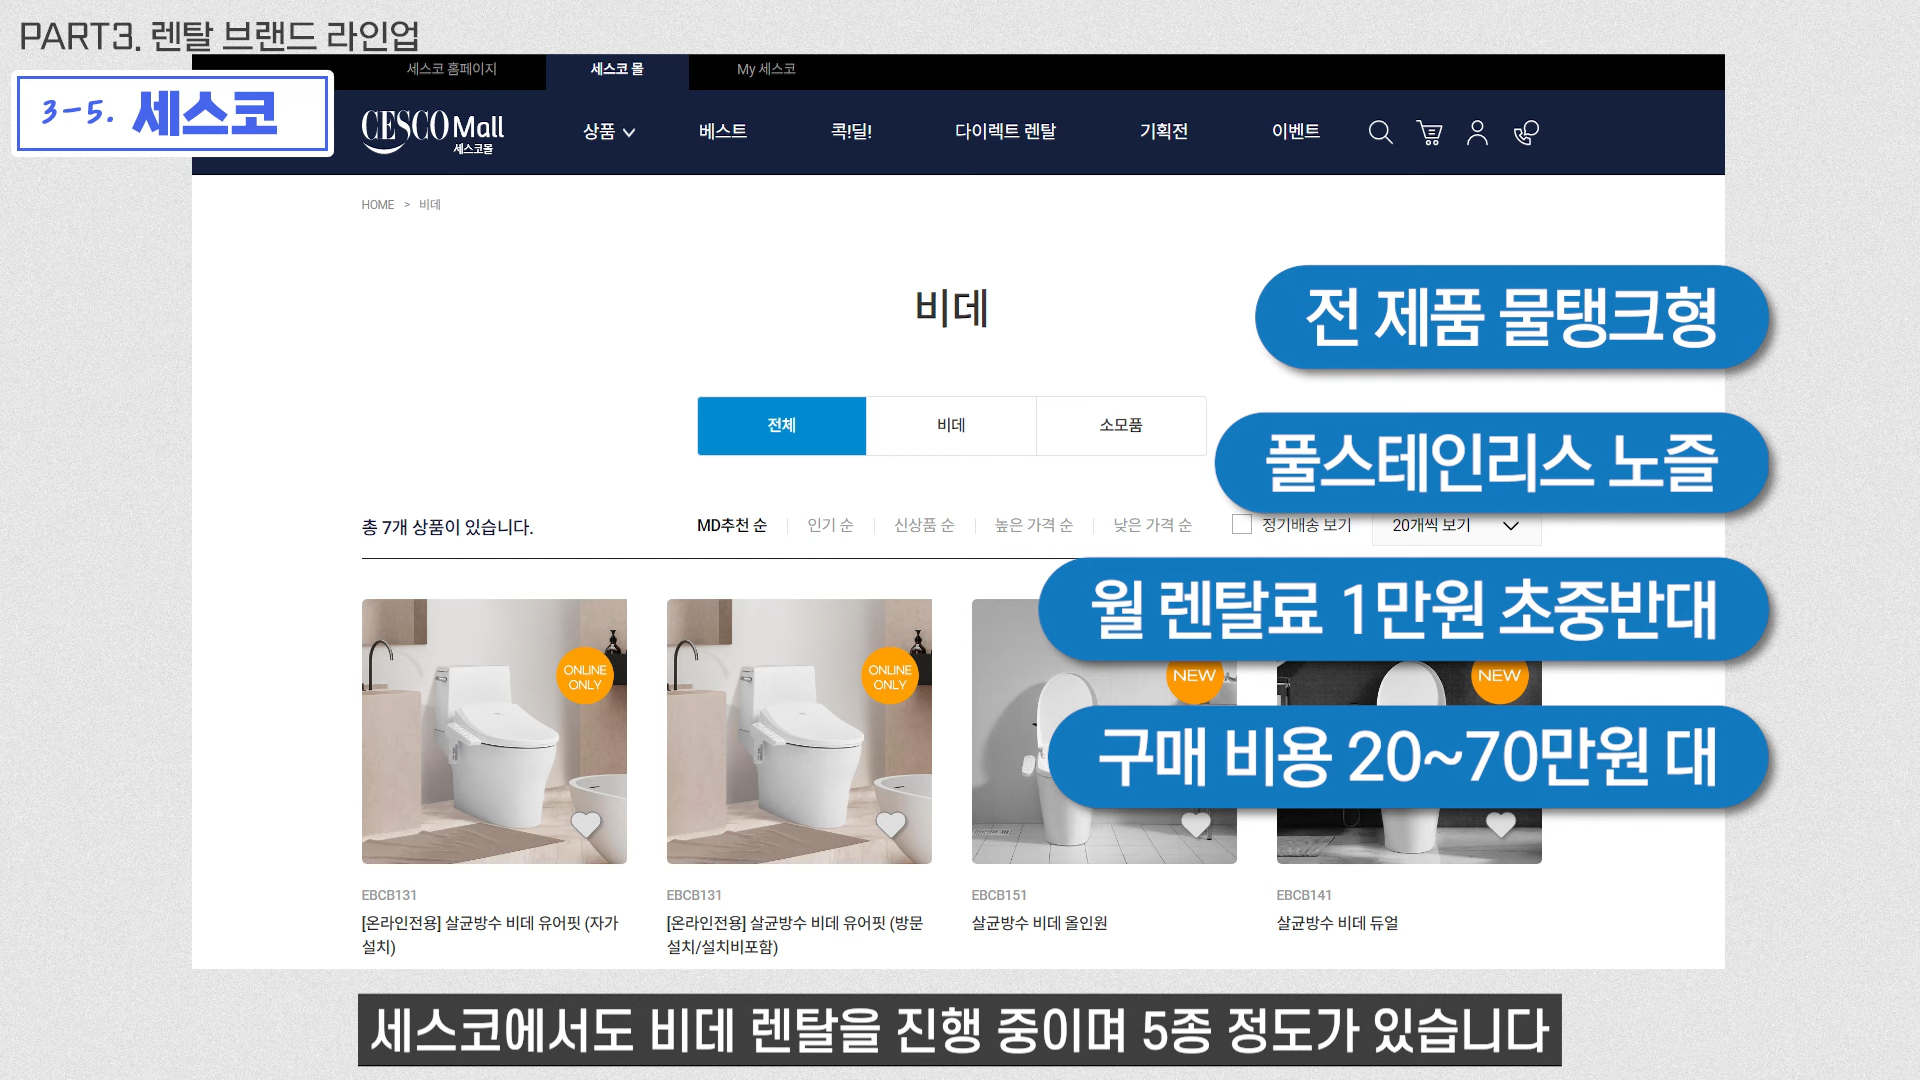 PART3. 렌탈 브랜드 라인업
3-5. 세스코
세스코 홈페이지
세스코 몰
My 세스코
CESCO Mall
세스코몰
상품
베스트
콕!딜!
다이렉트 렌탈
기획전
이벤트
HOME > 비데
비데
전 제품 물탱크형
전체
비데
소모품
풀스테인리스 노즐
총 7개 상품이 있습니다.
MD추천 순
인기 순
신상품 순
높은 가격 순
낮은 가격 순
정기배송 보기
20개씩 보기
월 렌탈료 1만원 초중반대
ONLINE
ONLY
ONLINE
ONLY
NEW
NEW
구매 비용 20~70만원 대
EBCB131
[온라인전용] 살균방수 비데 유어핏 (자가
설치)
EBCB131
[온라인전용] 살균방수 비데 유어핏 (방문
설치/설치비포함)
EBCB151
살균방수 비데 올인원
EBCB141
살균방수 비데 듀얼
세스코에서도 비데 렌탈을 진행 중이며 5종 정도가 있습니다